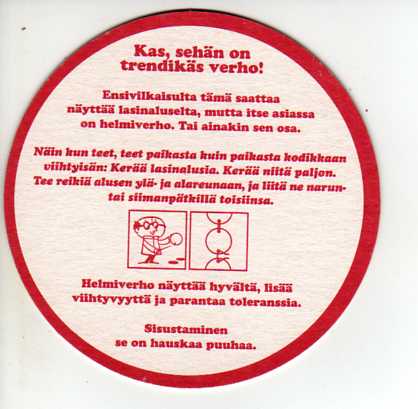 Kas, sehän on
trendikäs verho!
Ensivilkaisulta tämä saattaa
näyttää lasinaluselta, mutta itse asiassa
on helmiverho. Tai ainakin sen osa.
Näin kun teet, teet paikasta kuin paikasta kodikkaan
viihtyisän: Kerää lasinalusia. Kerää niitä paljon.
Tee reikiä alusen ylä- ja alareunaan, ja liitä ne narun-
tai siimanpätkillä toisiinsa.
Helmiverho näyttää hyvältä, lisää
viihtyvyyttä ja parantaa toleranssia.
Sisustaminen
se on hauskaa puuhaa.